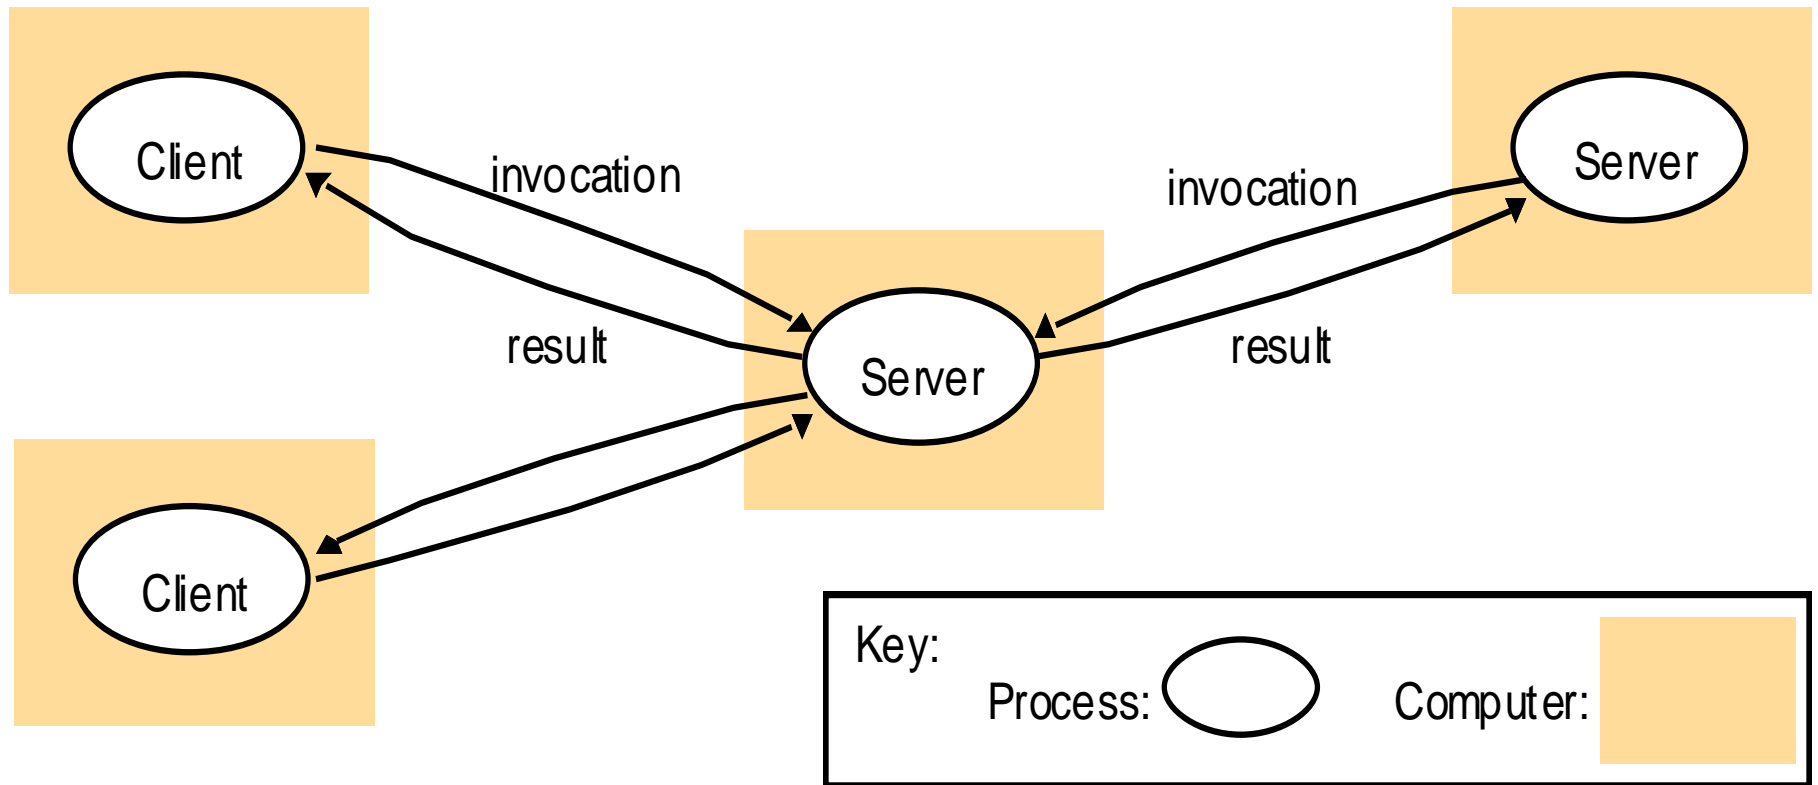 Client
invocation
invocation
Server
result
Server
result
Client
Key:
Process:
Computer: